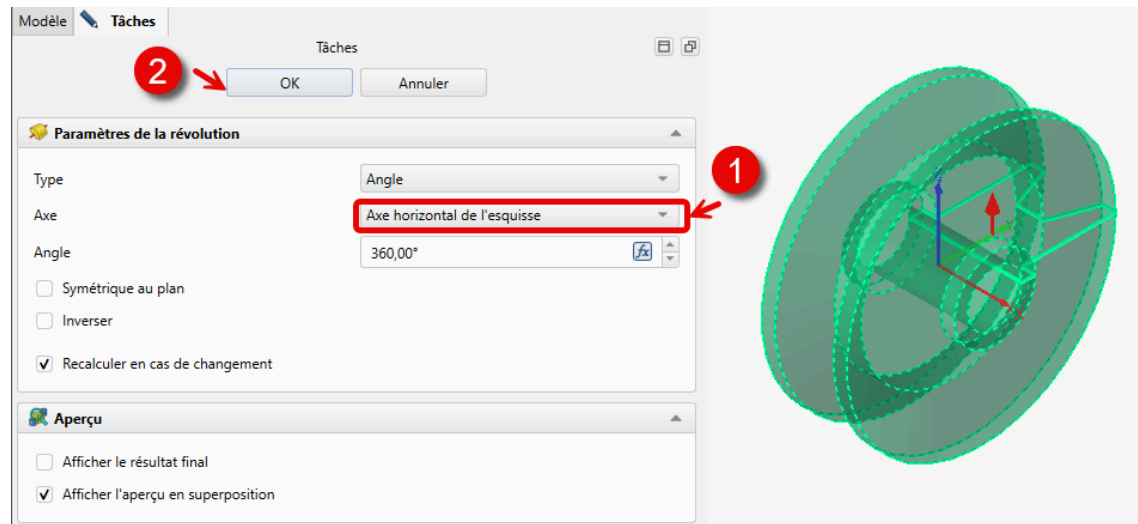 Modèle Tâches
Tâches
2
OK Annuler
Paramètres de la révolution
1
Type Angle
Axe Axe horizontal de l'esquisse
Angle 360,00° fx
Symétrique au plan
Inverser
Recalculer en cas de changement
Aperçu
Afficher le résultat final
Afficher l'aperçu en superposition